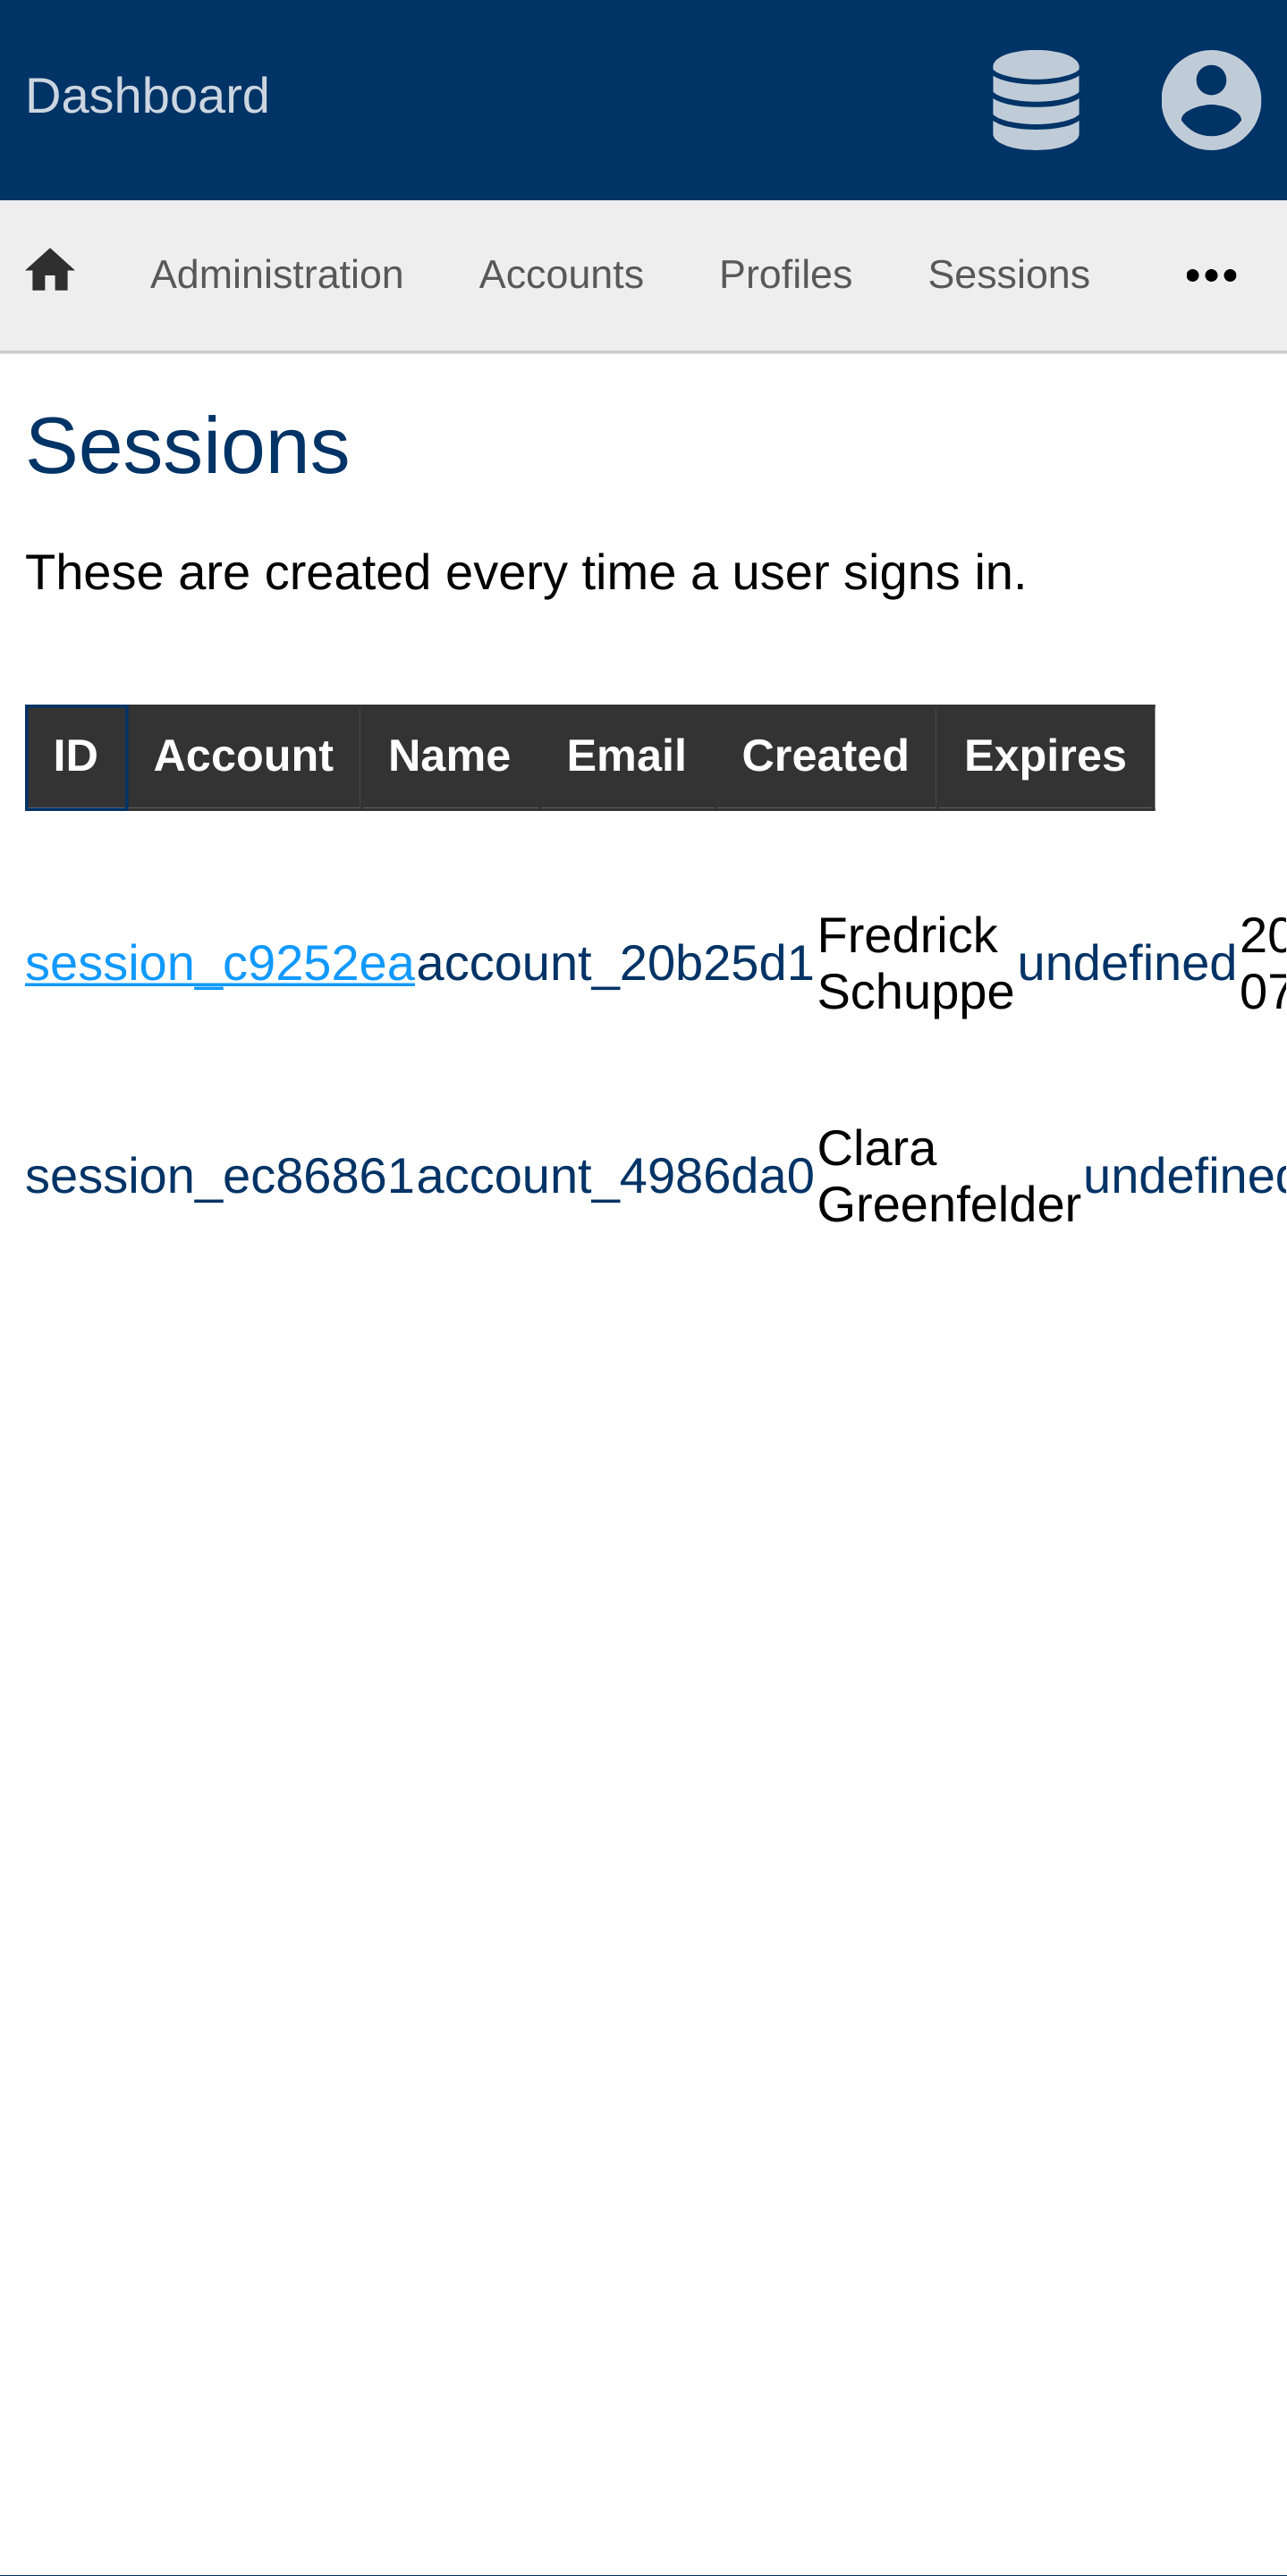 Dashboard
Administration Accounts Profiles Sessions
Sessions
These are created every time a user signs in.
ID Account Name Email Created Expires
session_c9252ea account_20b25d1 Fredrick Schuppe undefined 20 07
session_ec86861 account_4986da0 Clara Greenfelder undefined